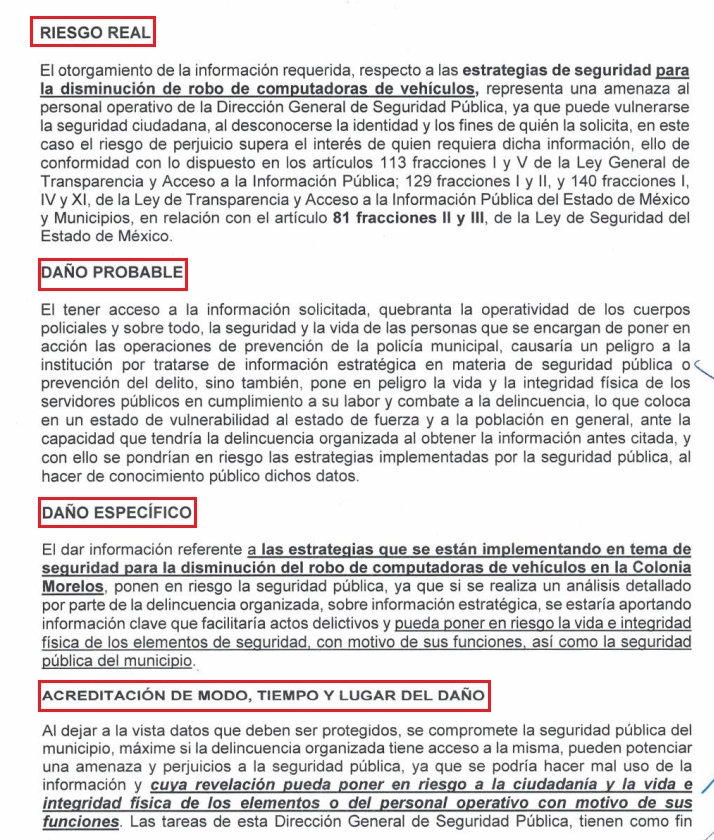 RIESGO REAL
El otorgamiento de la información requerida, respecto a las estrategias de seguridad para
la disminución de robo de computadoras de vehículos, representa una amenaza al
personal operativo de la Dirección General de Seguridad Pública, ya que puede vulnerarse
la seguridad ciudadana, al desconocerse la identidad y los fines de quién la solicita, en este
caso el riesgo de perjuicio supera el interés de quien requiera dicha información, ello de
conformidad con lo dispuesto en los artículos 113 fracciones I y V de la Ley General de
Transparencia y Acceso a la Información Pública; 129 fracciones I y II, y 140 fracciones I,
IV y XI, de la Ley de Transparencia y Acceso a la Información Pública del Estado de México
y Municipios, en relación con el artículo 81 fracciones II y III, de la Ley de Seguridad del
Estado de México.
DAÑO PROBABLE
El tener acceso a la información solicitada, quebranta la operatividad de los cuerpos
policiales y sobre todo, la seguridad y la vida de las personas que se encargan de poner en
acción las operaciones de prevención de la policía municipal, causaría un peligro a la
institución por tratarse de información estratégica en materia de seguridad pública o
prevención del delito, sino también, pone en peligro la vida y la integridad física de los
servidores públicos en cumplimiento a su labor y combate a la delincuencia, lo que coloca
en un estado de vulnerabilidad al estado de fuerza y a la población en general, ante la
capacidad que tendría la delincuencia organizada al obtener la información antes citada, y
con ello se pondrían en riesgo las estrategias implementadas por la seguridad pública, al
hacer de conocimiento público dichos datos.
DAÑO ESPECÍFICO
El dar información referente a las estrategias que se están implementando en tema de
seguridad para la disminución del robo de computadoras de vehículos en la Colonia
Morelos, ponen en riesgo la seguridad pública, ya que si se realiza un análisis detallado
por parte de la delincuencia organizada, sobre información estratégica, se estaría aportando
información clave que facilitaría actos delictivos y pueda poner en riesgo la vida e integridad
física de los elementos de seguridad, con motivo de sus funciones, así como la seguridad
pública del municipio.
ACREDITACIÓN DE MODO, TIEMPO Y LUGAR DEL DAÑO
Al dejar a la vista datos que deben ser protegidos, se compromete la seguridad pública del
municipio, máxime si la delincuencia organizada tiene acceso a la misma, pueden potenciar
una amenaza y perjuicios a la seguridad pública, ya que se podría hacer mal uso de la
información y cuya revelación pueda poner en riesgo a la ciudadanía y la vida e
integridad física de los elementos o del personal operativo con motivo de sus
funciones. Las tareas de esta Dirección General de Seguridad Pública, tienen como fin